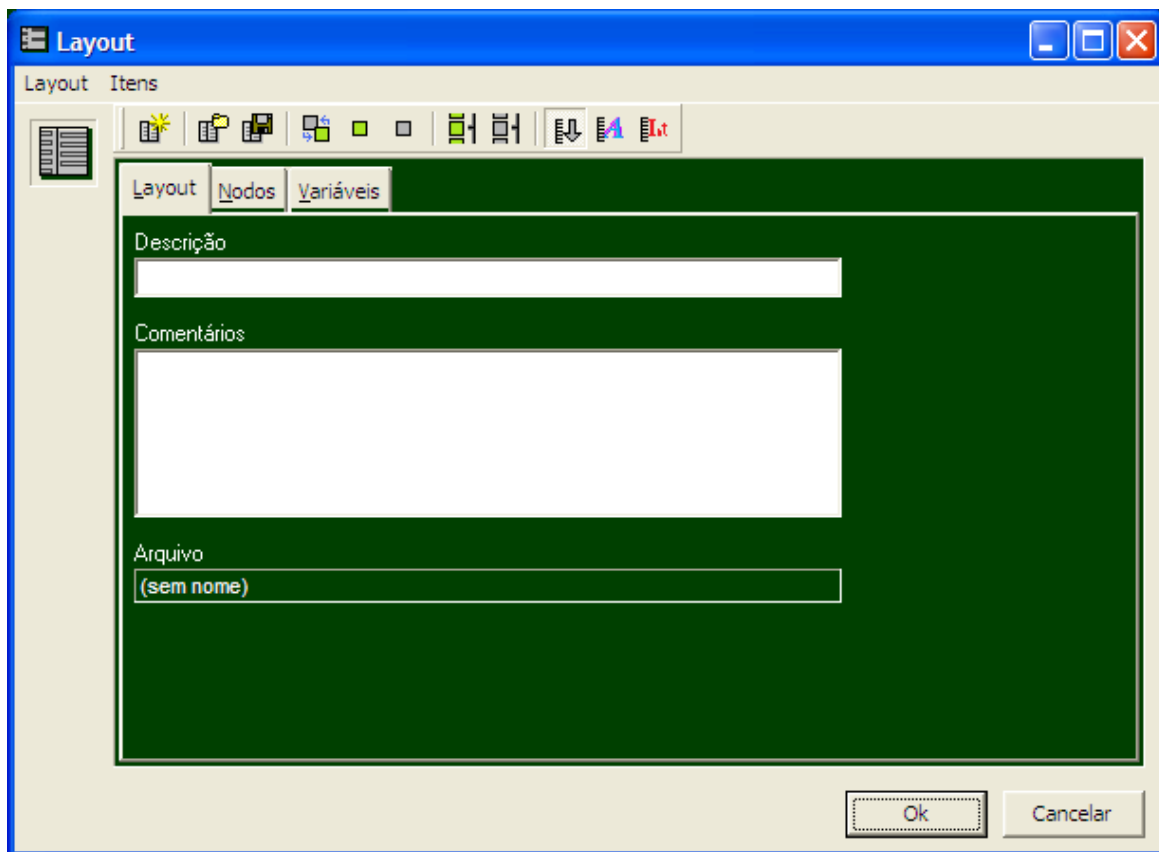 Layout
Layout Itens
Layout Nodos Variáveis
Descrição
Comentários
Arquivo
(sem nome)
Ok Cancelar